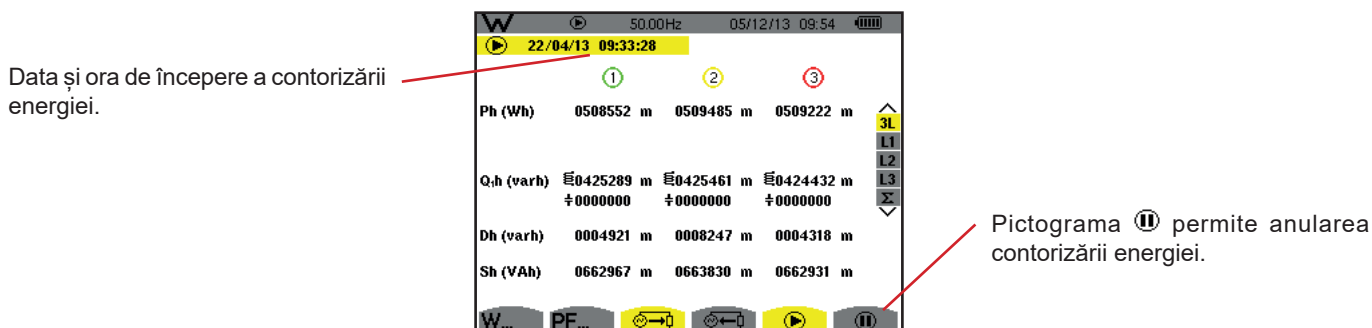 W 50.00Hz 05/12/13 09:54
22/04/13 09:33:28
Data și ora de începere a contorizării
energiei.
1 2 3
Ph (Wh) 0508552 m 0509485 m 0509222 m
3L
L1
L2
L3
Σ
Q₁h (varh) 0425289 m 0425461 m 0424432 m
0000000 0000000 0000000
Dh (varh) 0004921 m 0008247 m 0004318 m
Sh (VAh) 0662967 m 0663830 m 0662931 m
W... PF...
Pictograma permite anularea
contorizării energiei.